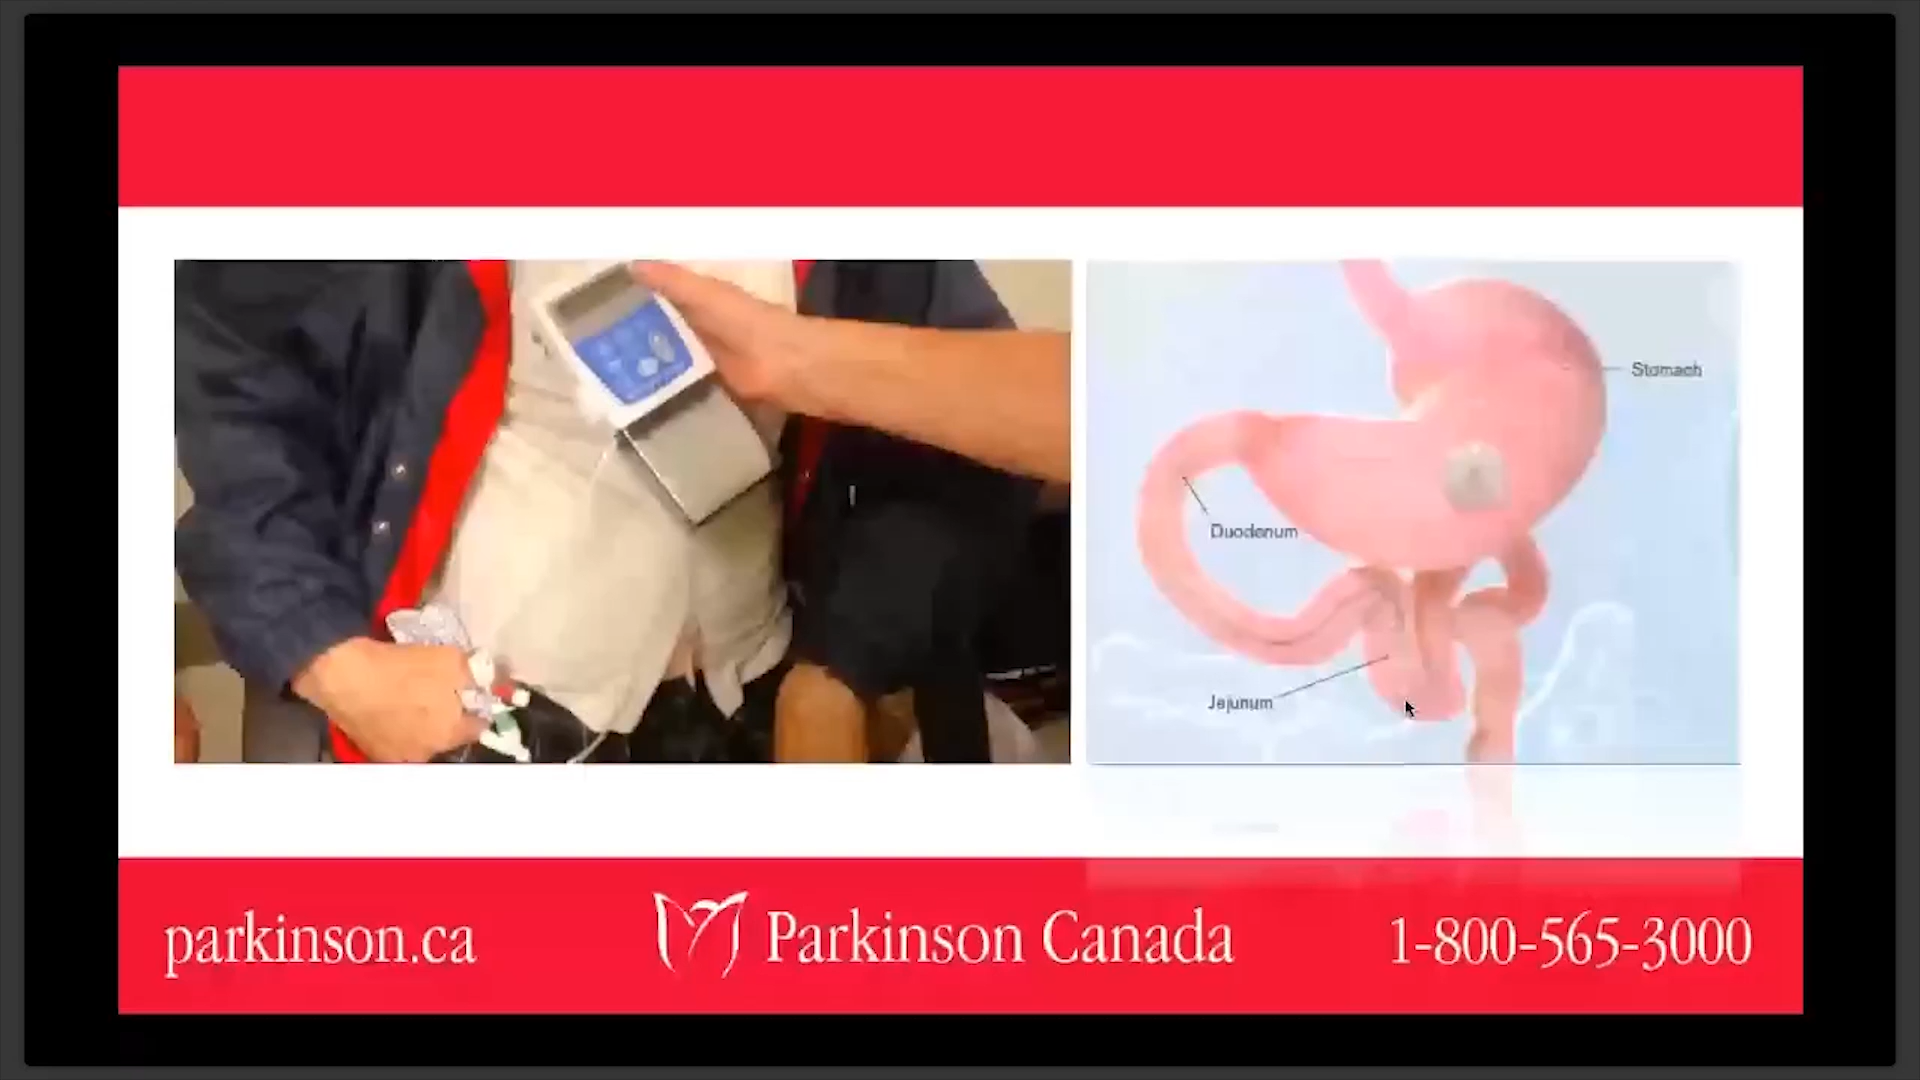 Stomach
Duodenum
Jejunum
parkinson.ca
Parkinson Canada
1-800-565-3000